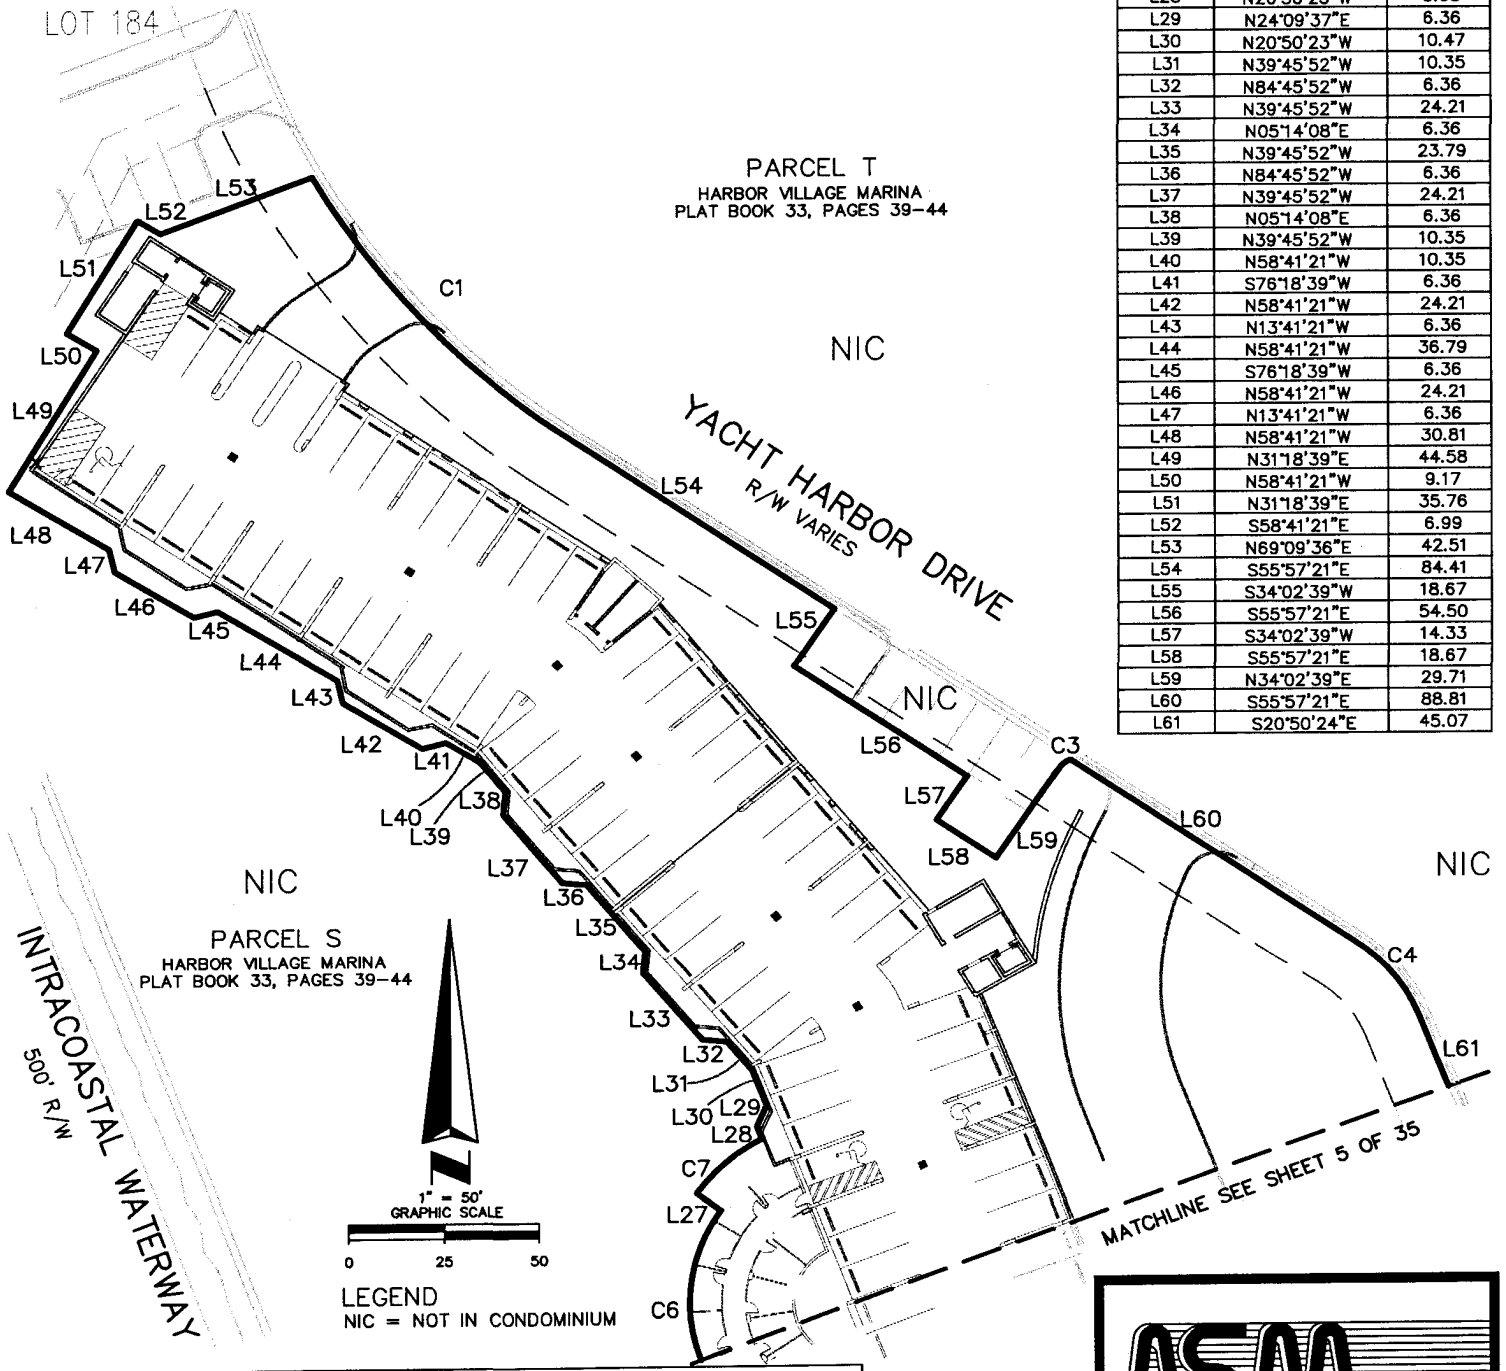 LOT 184
L29 N24°09'37"E 6.36
L30 N20°50'23"W 10.47
L31 N39°45'52"W 10.35
L32 N84°45'52"W 6.36
L33 N39°45'52"W 24.21
L34 N05°14'08"E 6.36
L35 N39°45'52"W 23.79
L36 N84°45'52"W 6.36
L37 N39°45'52"W 24.21
L38 N05°14'08"E 6.36
L39 N39°45'52"W 10.35
L40 N58°41'21"W 10.35
L41 S76°18'39"W 6.36
L42 N58°41'21"W 24.21
L43 N13°41'21"W 6.36
L44 N58°41'21"W 36.79
L45 S76°18'39"W 6.36
L46 N58°41'21"W 24.21
L47 N13°41'21"W 6.36
L48 N58°41'21"W 30.81
L49 N31°18'39"E 44.58
L50 N58°41'21"W 9.17
L51 N31°18'39"E 35.76
L52 S58°41'21"E 6.99
L53 N69°09'36"E 42.51
L54 S55°57'21"E 84.41
L55 S34°02'39"W 18.67
L56 S55°57'21"E 54.50
L57 S34°02'39"W 14.33
L58 S55°57'21"E 18.67
L59 N34°02'39"E 29.71
L60 S55°57'21"E 88.81
L61 S20°50'24"E 45.07
PARCEL T
HARBOR VILLAGE MARINA
PLAT BOOK 33, PAGES 39-44
L53
L52
L51
C1
NIC
L50
L49
YACHT HARBOR DRIVE
R/W VARIES
L54
L48
L47
L46
L45
L44
L43
L42
L41
L40
L39
L38
L55
NIC
L56
C3
L57
L58
L59
L60
NIC
L37
L36
L35
L34
L33
L32
L31
L30
L29
L28
C4
L61
NIC
PARCEL S
HARBOR VILLAGE MARINA
PLAT BOOK 33, PAGES 39-44
INTRACOASTAL WATERWAY
500' R/W
N
C7
L27
C6
MATCHLINE SEE SHEET 5 OF 35
1" = 50'
GRAPHIC SCALE
0 25 50
LEGEND
NIC = NOT IN CONDOMINIUM
ASM